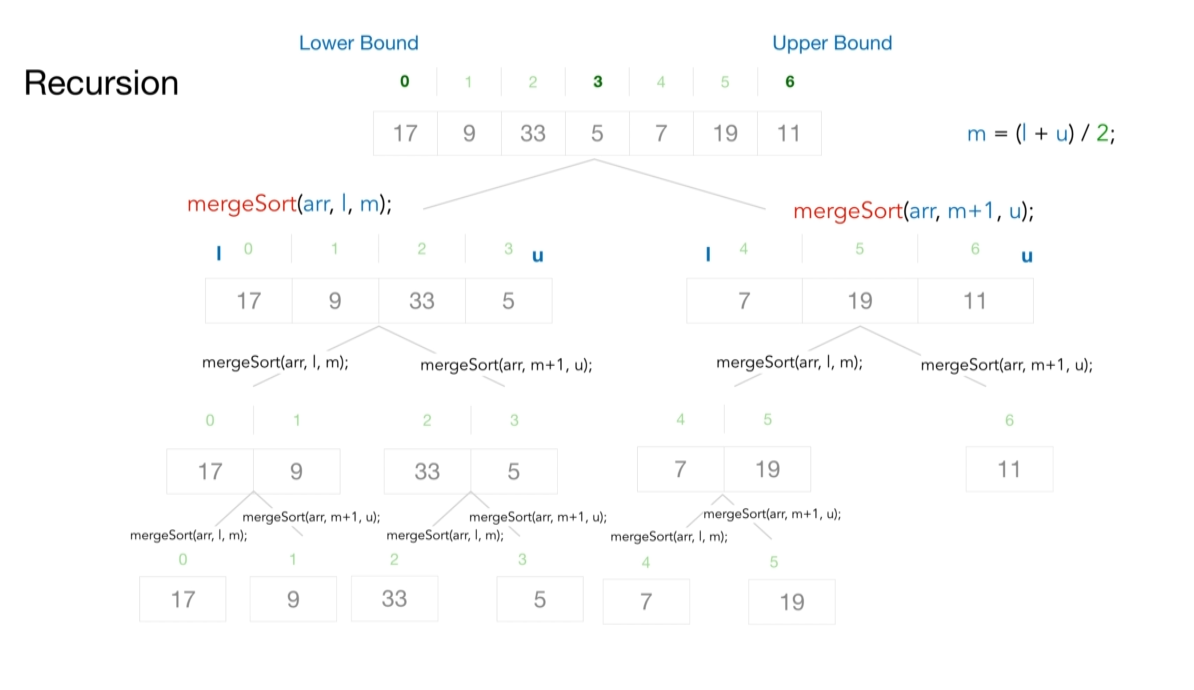 Lower Bound Upper Bound
Recursion
0 1 2 3 4 5 6
17 9 33 5 7 19 11
m = (l + u) / 2;
mergeSort(arr, l, m);
mergeSort(arr, m+1, u);
l 0 1 2 3 u
l 4 5 6 u
17 9 33 5
7 19 11
mergeSort(arr, l, m);
mergeSort(arr, m+1, u);
mergeSort(arr, l, m);
mergeSort(arr, m+1, u);
0 1 2 3 4 5 6
17 9 33 5 7 19 11
mergeSort(arr, m+1, u);
mergeSort(arr, m+1, u);
mergeSort(arr, m+1, u);
mergeSort(arr, l, m);
mergeSort(arr, l, m);
mergeSort(arr, l, m);
0 1 2 3 4 5
17 9 33 5 7 19